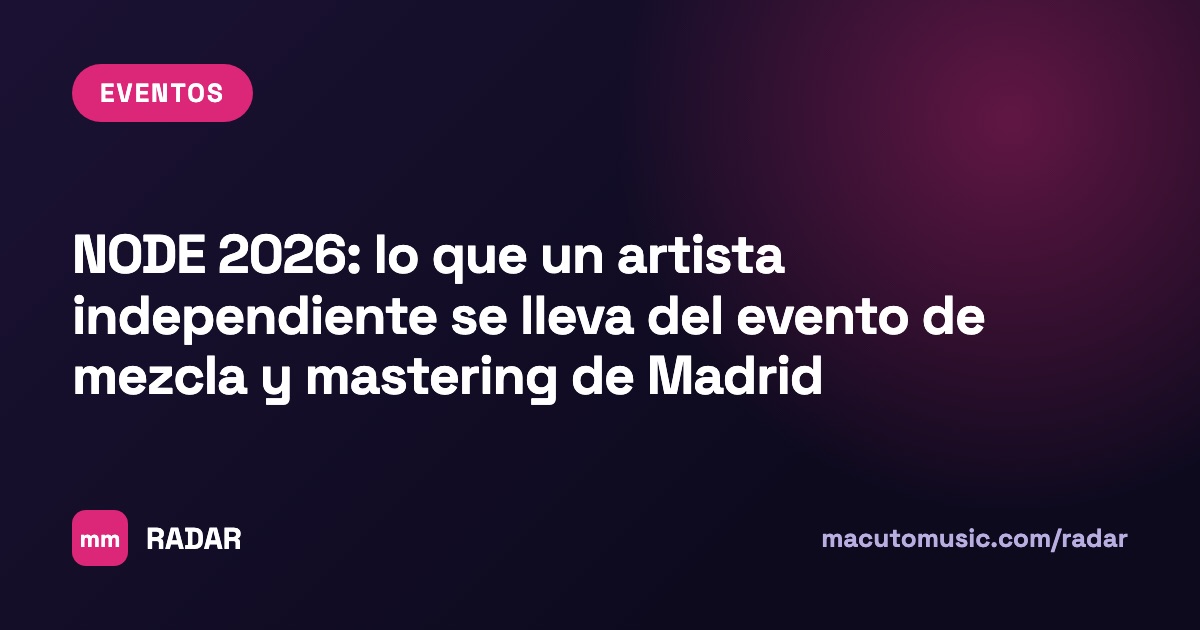 EVENTOS
NODE 2026: lo que un artista
independiente se lleva del evento de
mezcla y mastering de Madrid
mm RADAR
macutomusic.com/radar